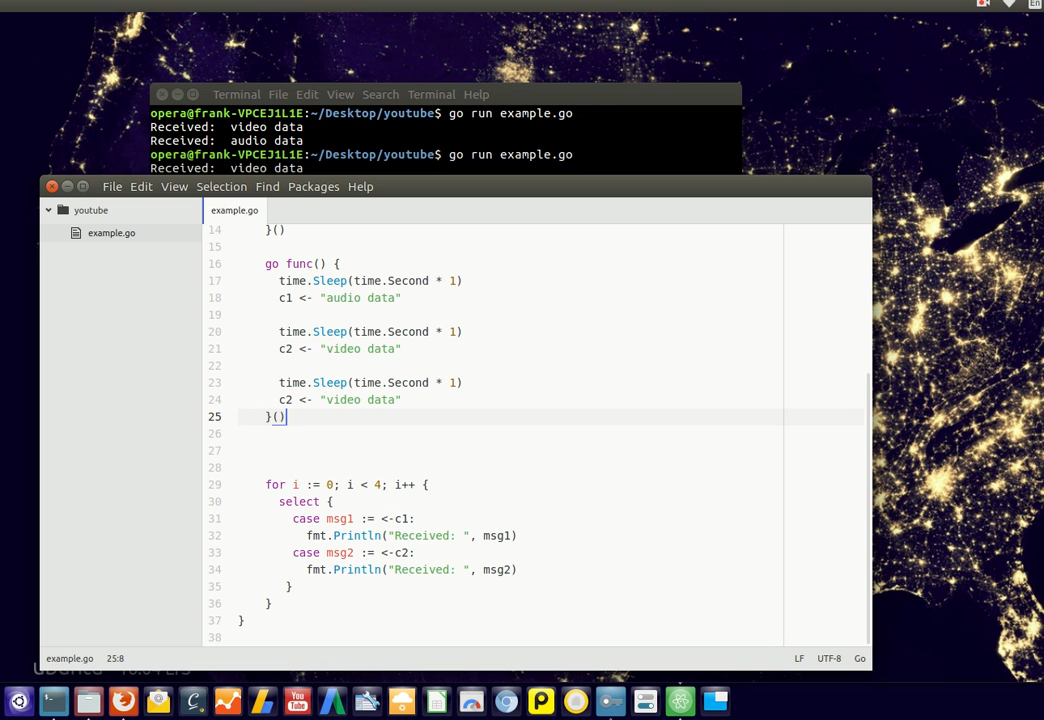 En
Terminal File Edit View Search Terminal Help
opera@frank-VPCEJ1L1E:~/Desktop/youtube$ go run example.go
Received:  video data
Received:  audio data
opera@frank-VPCEJ1L1E:~/Desktop/youtube$ go run example.go
Received:  video data
File Edit View Selection Find Packages Help
youtube
example.go
example.go
14 }()
15
16 go func() {
17 time.Sleep(time.Second * 1)
18 c1 <- "audio data"
19
20 time.Sleep(time.Second * 1)
21 c2 <- "video data"
22
23 time.Sleep(time.Second * 1)
24 c2 <- "video data"
25 }()
26
27
28
29 for i := 0; i < 4; i++ {
30 select {
31 case msg1 := <-c1:
32 fmt.Println("Received: ", msg1)
33 case msg2 := <-c2:
34 fmt.Println("Received: ", msg2)
35 }
36 }
37 }
38
example.go 25:8 LF UTF-8 Go
You
Tube